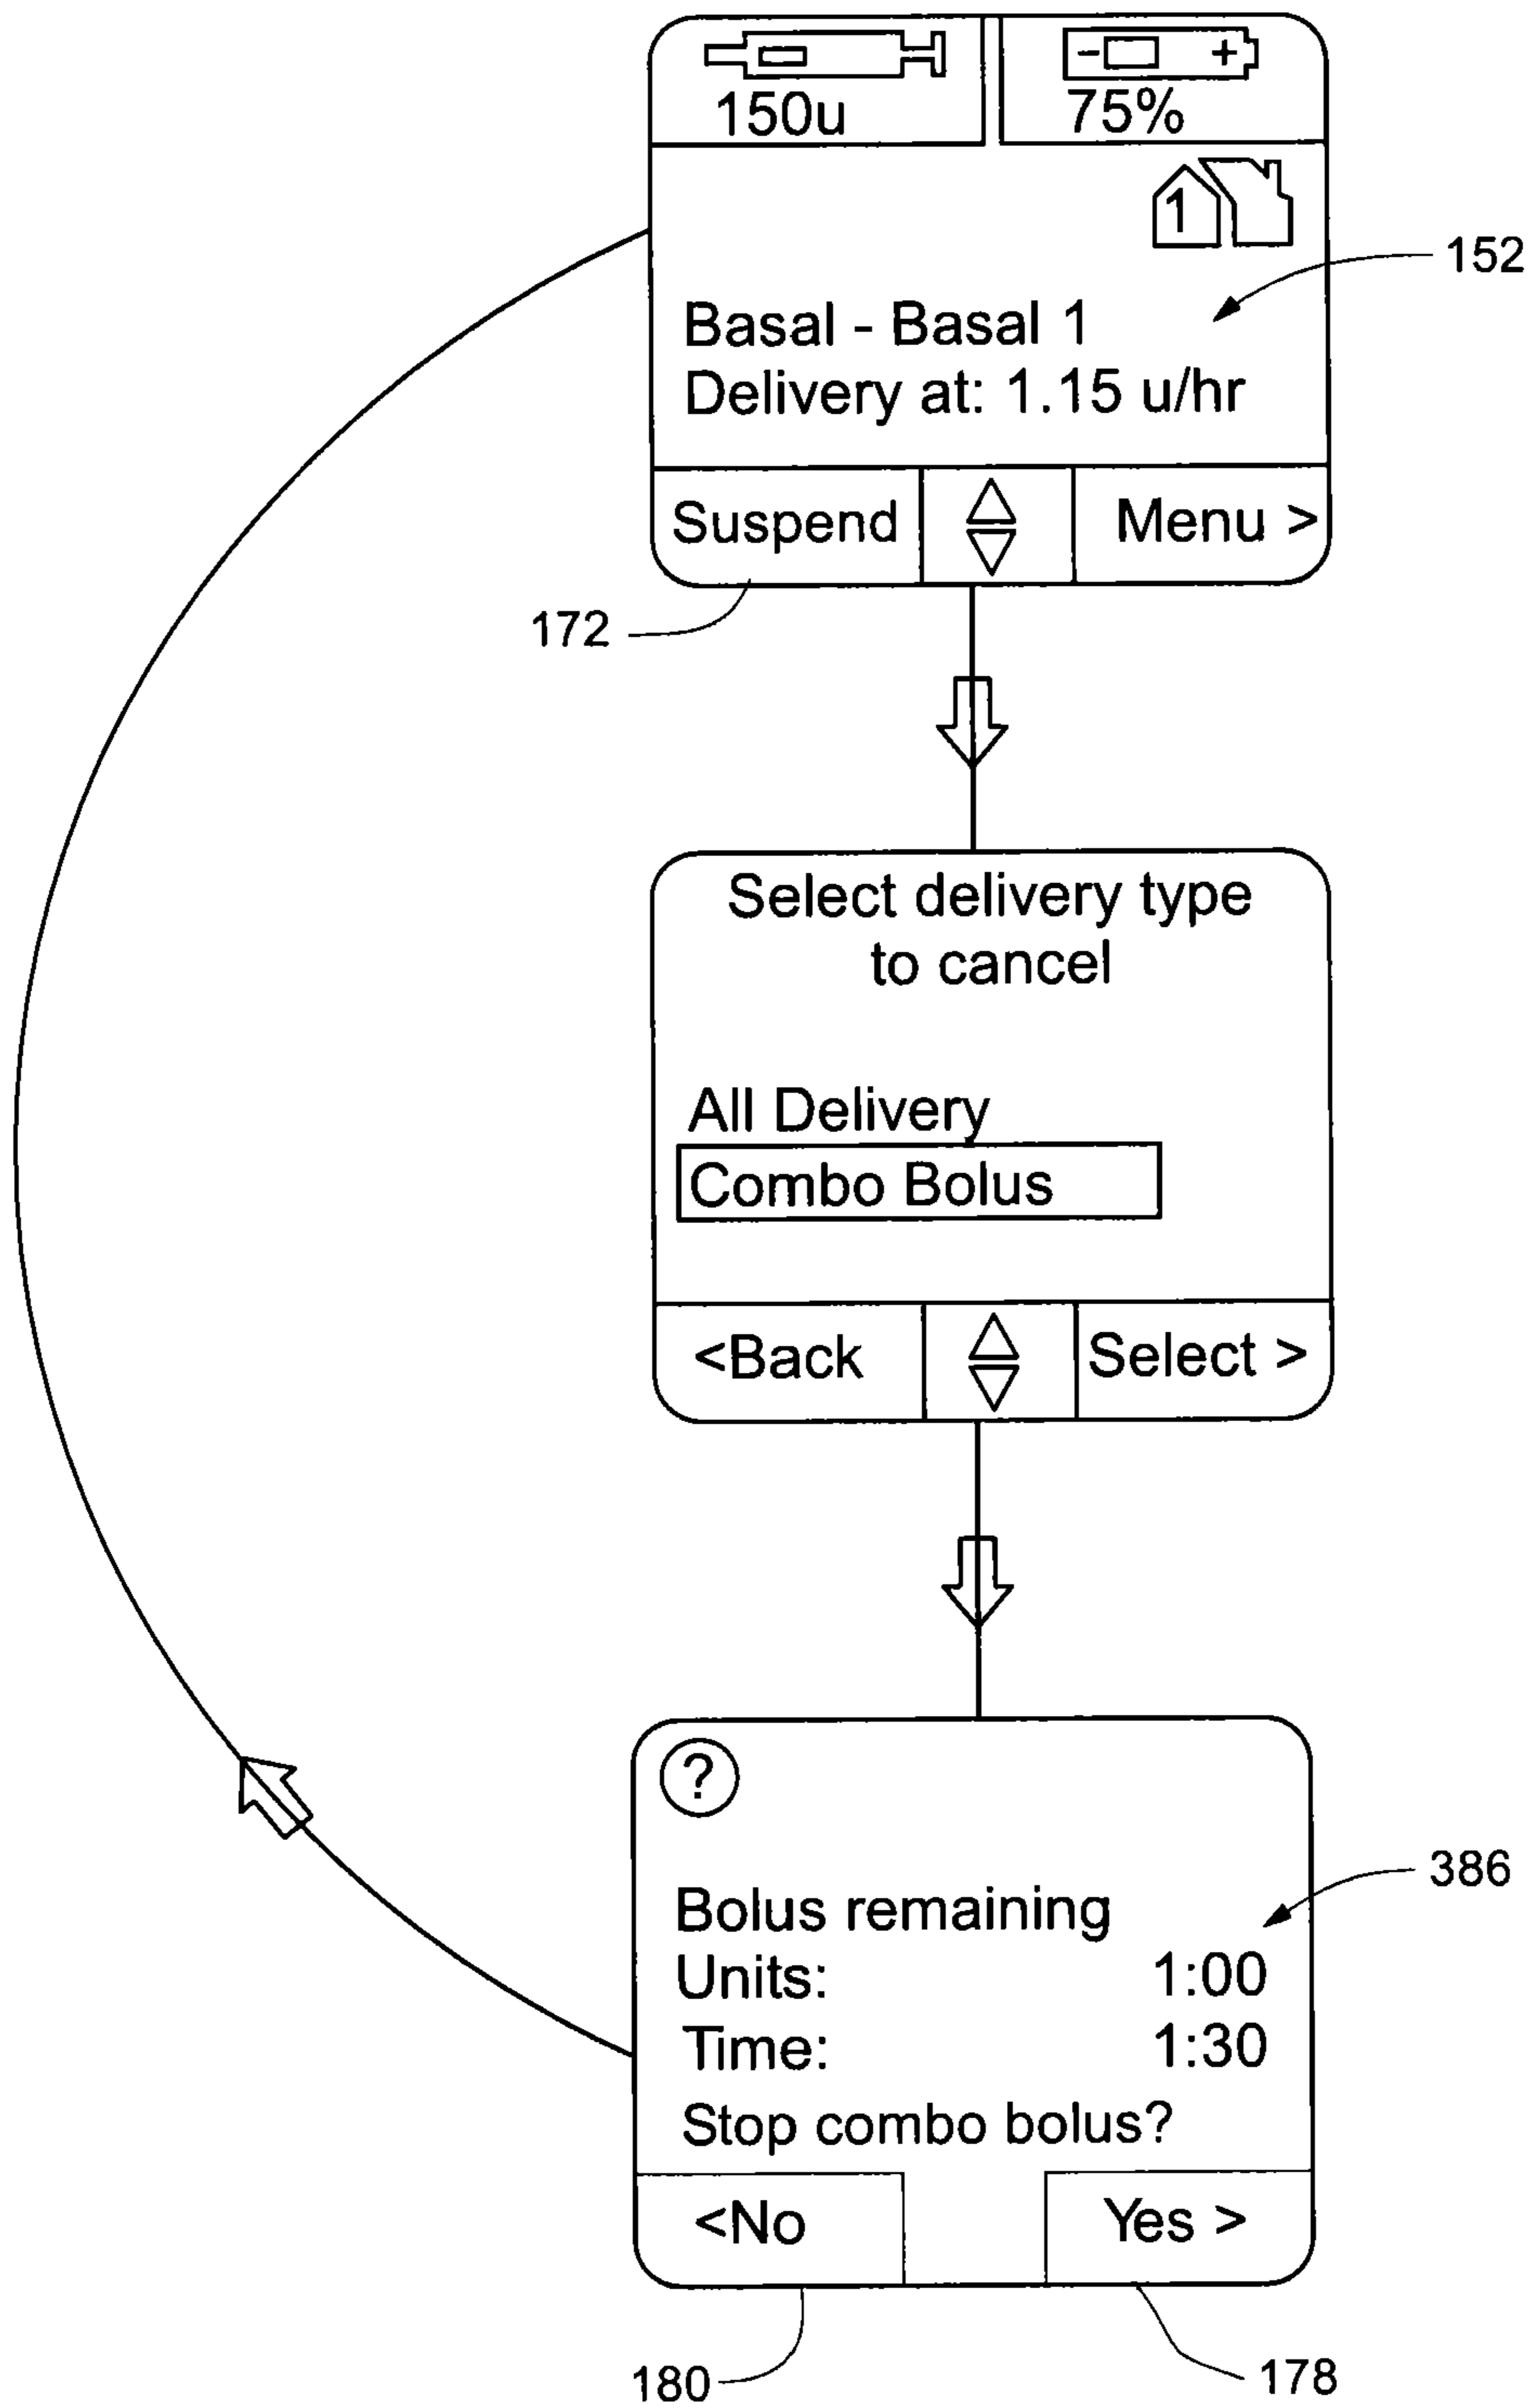 150u
- +
75%
1
152
Basal - Basal 1
Delivery at: 1.15 u/hr
Suspend
Menu >
172
Select delivery type
to cancel
All Delivery
Combo Bolus
<Back
Select >
?
386
Bolus remaining
Units: 1:00
Time: 1:30
Stop combo bolus?
<No
Yes >
180
178